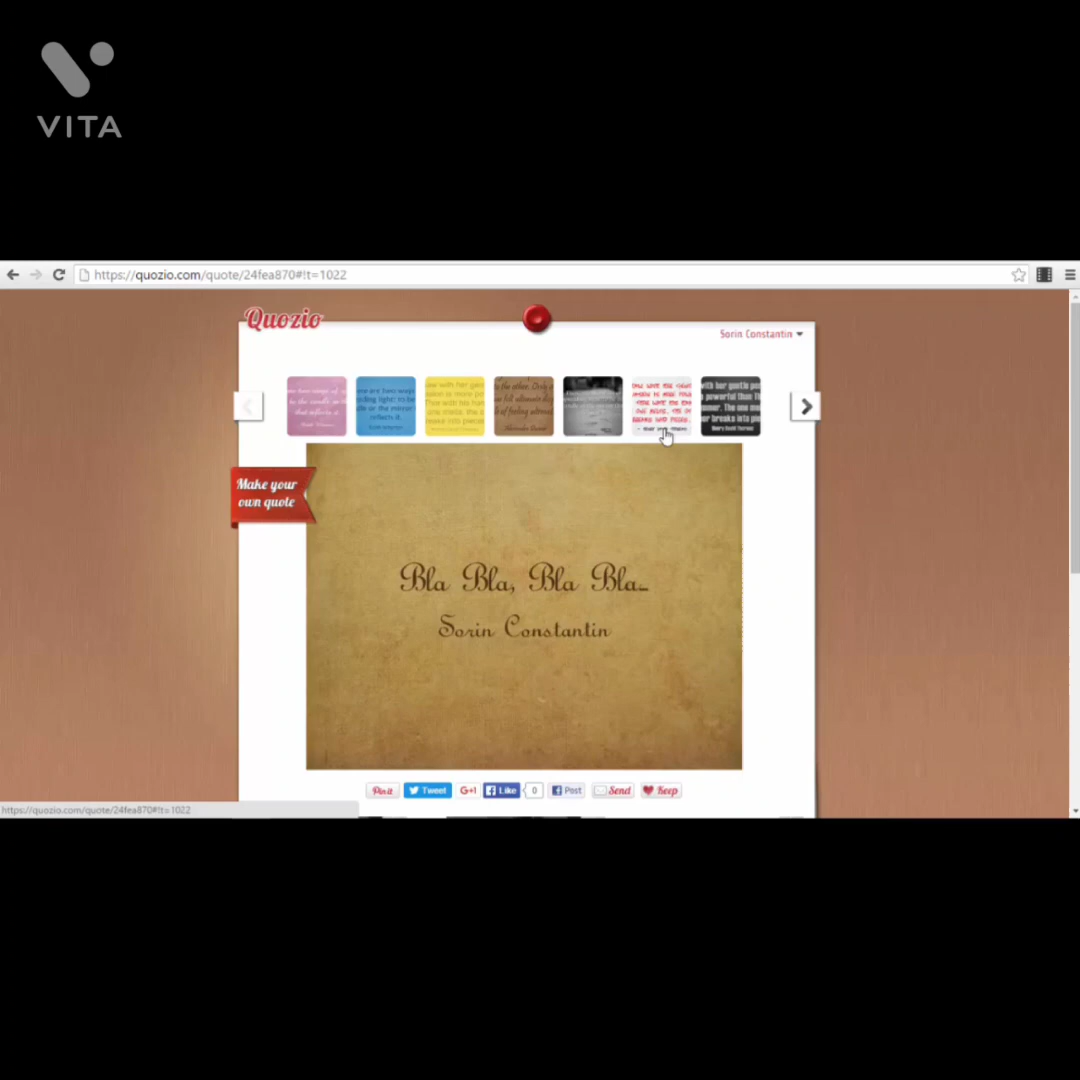 VITA
https://quozio.com/quote/24fea870#!t=1022
Quozio
Sorin Constantin
Make your
own quote
Bla Bla, Bla Bla...
Sorin Constantin
Pin it Tweet G+1 Like 0 Post Send Keep
https://quozio.com/quote/24fea870#!t=1022